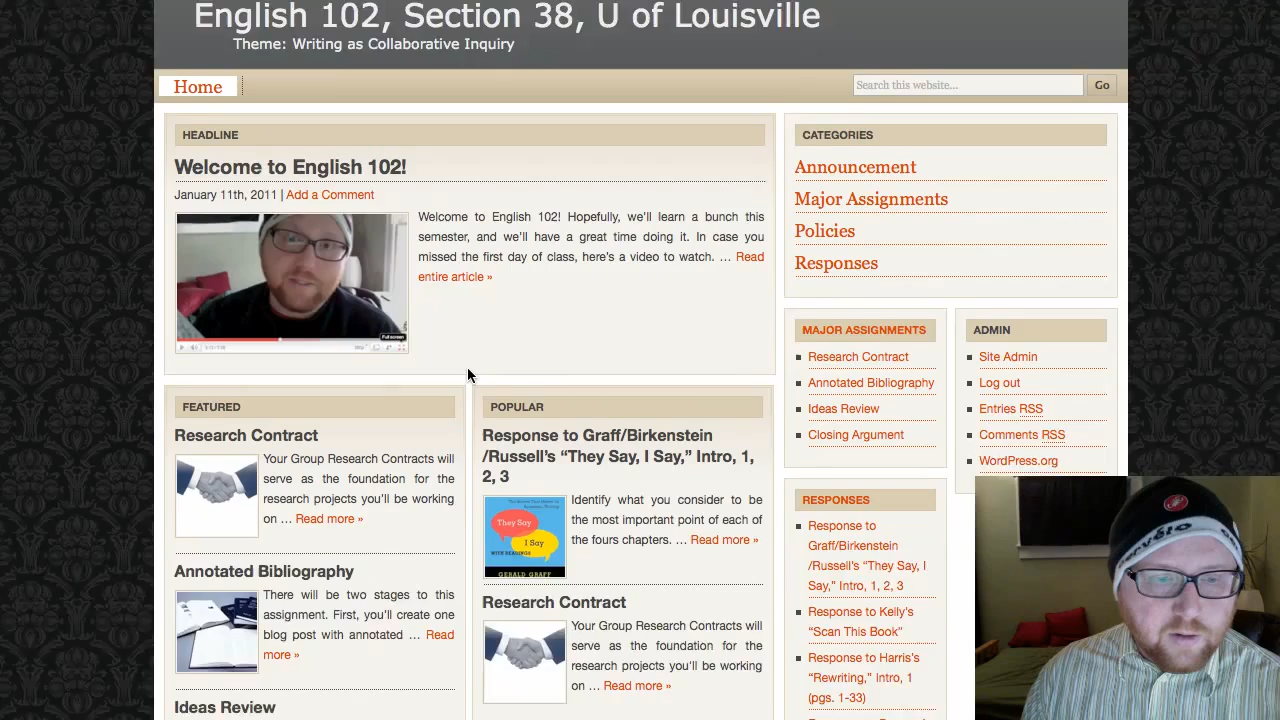 English 102, Section 38, U of Louisville
Theme: Writing as Collaborative Inquiry
Home
Search this website...
Go
HEADLINE
Welcome to English 102!
January 11th, 2011 | Add a Comment
Welcome to English 102! Hopefully, we'll learn a bunch this
semester, and we'll have a great time doing it. In case you
missed the first day of class, here's a video to watch. … Read
entire article »
Full screen
FEATURED
Research Contract
Your Group Research Contracts will
serve as the foundation for the
research projects you'll be working
on … Read more »
Annotated Bibliography
There will be two stages to this
assignment. First, you'll create one
blog post with annotated … Read
more »
Ideas Review
POPULAR
Response to Graff/Birkenstein
/Russell's “They Say, I Say,” Intro, 1,
2, 3
Identify what you consider to be
the most important point of each of
the fours chapters. … Read more »
They Say
I Say
WITH READINGS
GERALD GRAFF
Research Contract
Your Group Research Contracts will
serve as the foundation for the
research projects you'll be working
on … Read more »
CATEGORIES
Announcement
Major Assignments
Policies
Responses
MAJOR ASSIGNMENTS
Research Contract
Annotated Bibliography
Ideas Review
Closing Argument
ADMIN
Site Admin
Log out
Entries RSS
Comments RSS
WordPress.org
RESPONSES
Response to
Graff/Birkenstein
/Russell's “They Say, I
Say,” Intro, 1, 2, 3
Response to Kelly's
“Scan This Book”
Response to Harris's
“Rewriting,” Intro, 1
(pgs. 1-33)